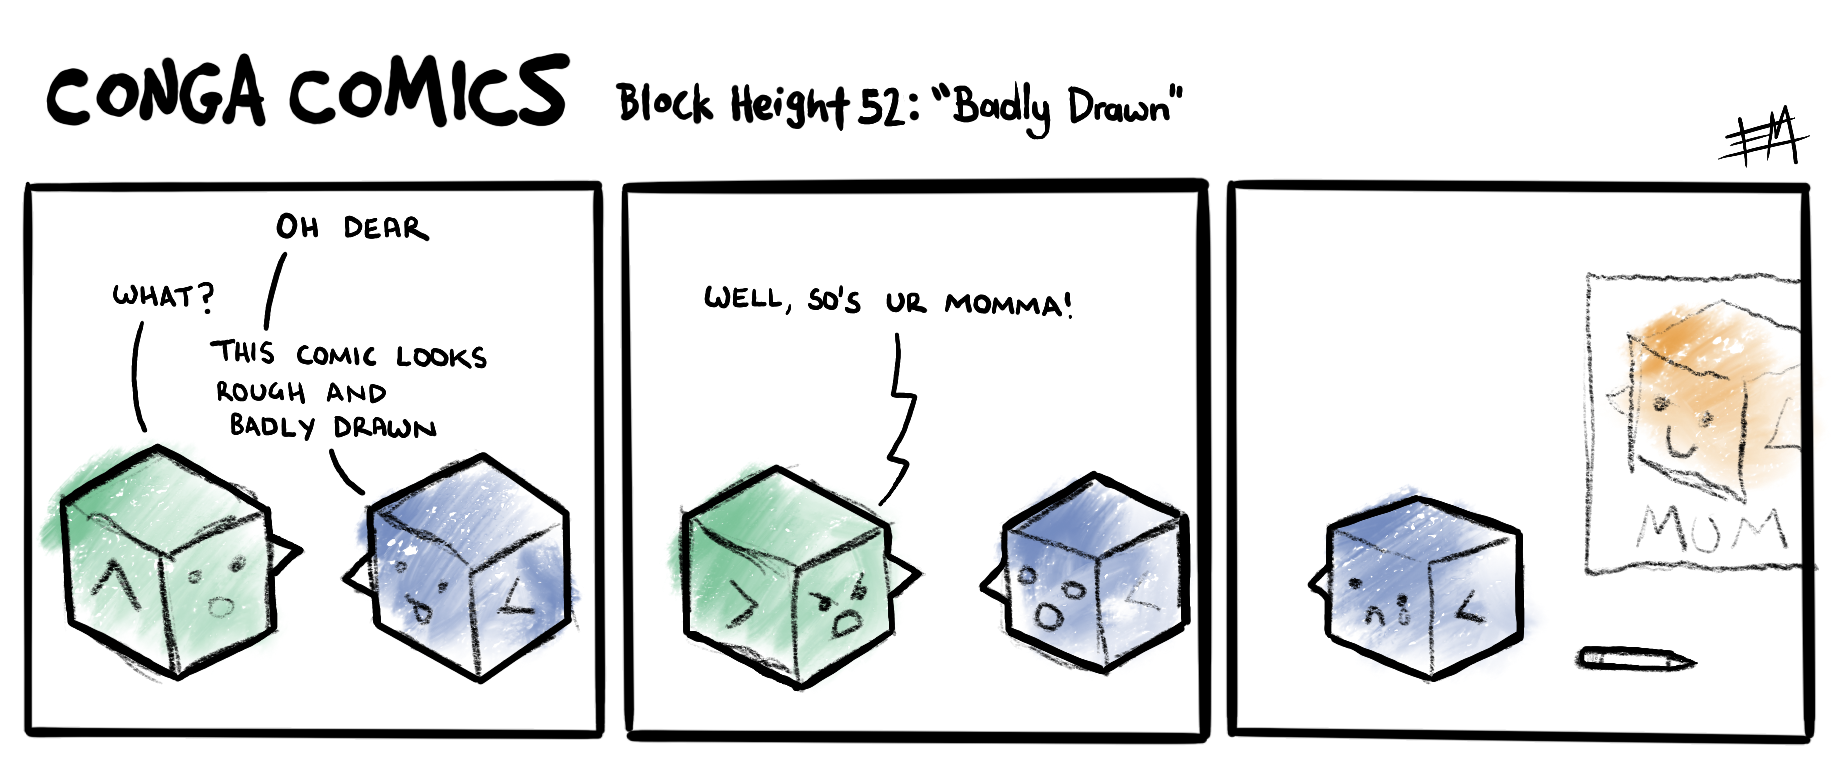 CONGA COMICS Block Height 52: "Badly Drawn"
EM
OH DEAR
WHAT?
THIS COMIC LOOKS
ROUGH AND
BADLY DRAWN
WELL, SO'S UR MOMMA!
MOM